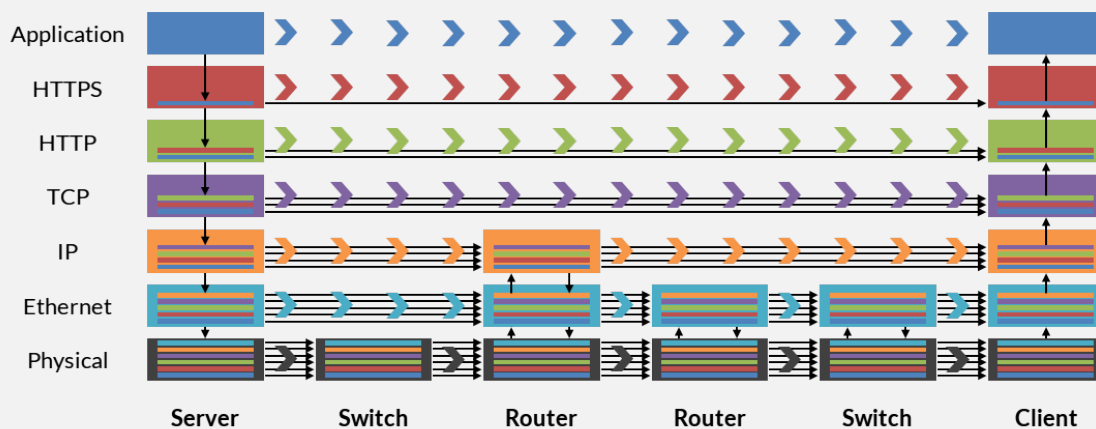 Application
HTTPS
HTTP
TCP
IP
Ethernet
Physical
Server Switch Router Router Switch Client